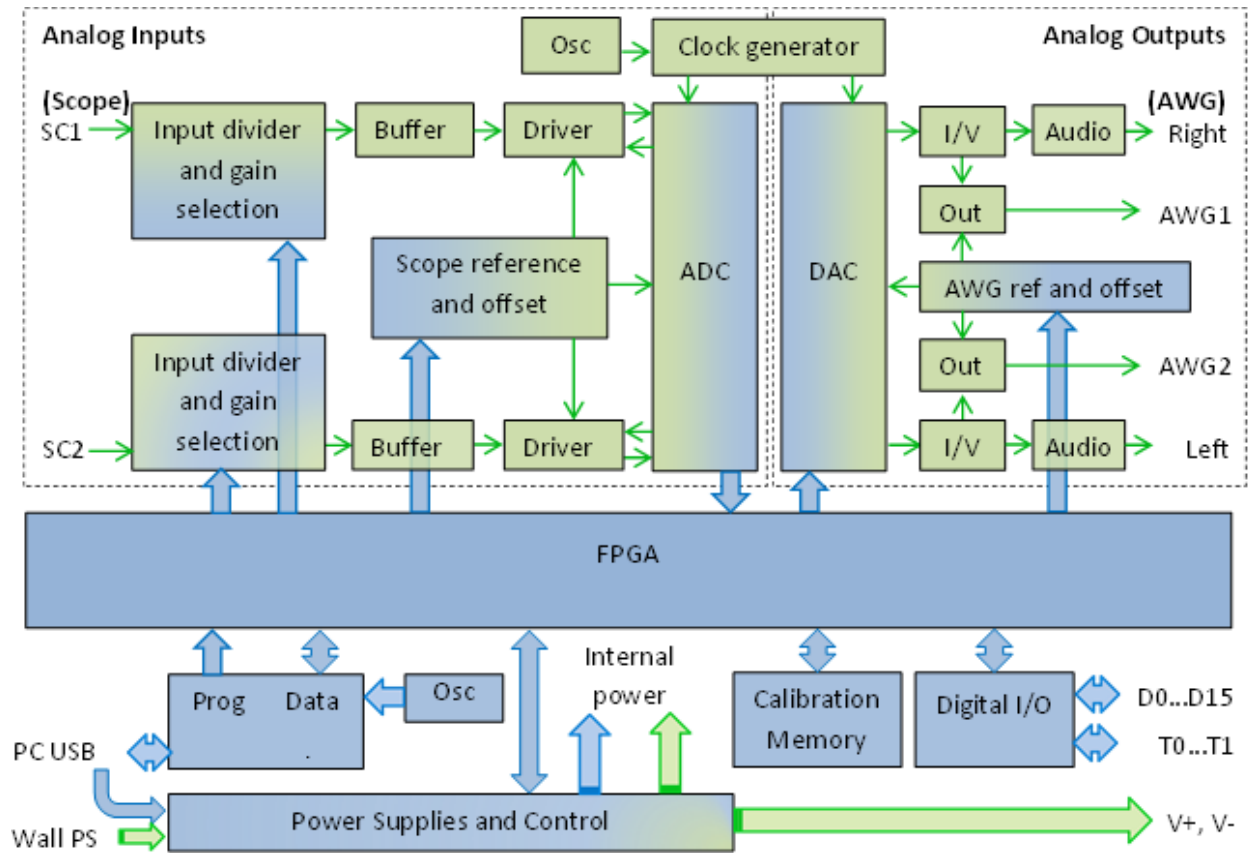 Analog Inputs
Osc
Clock generator
Analog Outputs
(Scope)
SC1
Input divider
and gain
selection
Buffer
Driver
ADC
DAC
I/V
Audio
(AWG)
Right
Out
AWG1
Scope reference
and offset
AWG ref and offset
Input divider
and gain
selection
Out
AWG2
SC2
Buffer
Driver
I/V
Audio
Left
FPGA
Prog
Data
.
Osc
Internal
power
Calibration
Memory
Digital I/O
D0...D15
T0...T1
PC USB
Wall PS
Power Supplies and Control
V+, V-